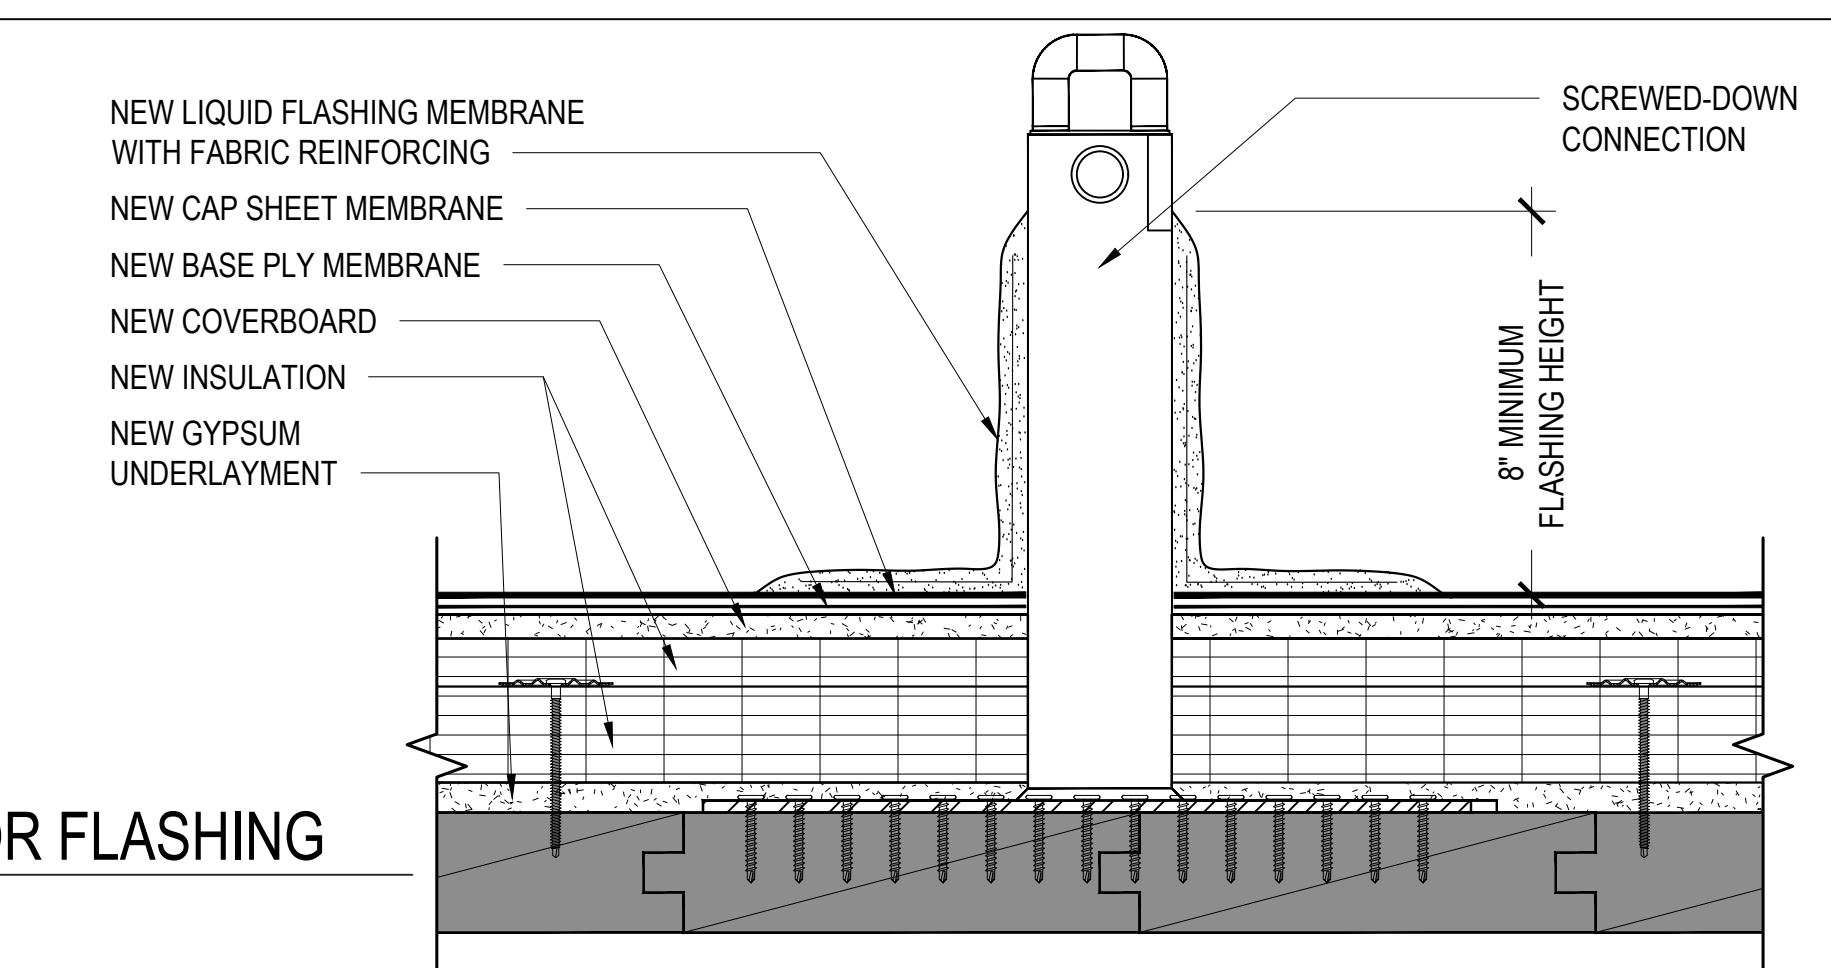 NEW LIQUID FLASHING MEMBRANE
WITH FABRIC REINFORCING
NEW CAP SHEET MEMBRANE
NEW BASE PLY MEMBRANE
NEW COVERBOARD
NEW INSULATION
NEW GYPSUM
UNDERLAYMENT
SCREWED-DOWN
CONNECTION
8" MINIMUM
FLASHING HEIGHT
FLASHING